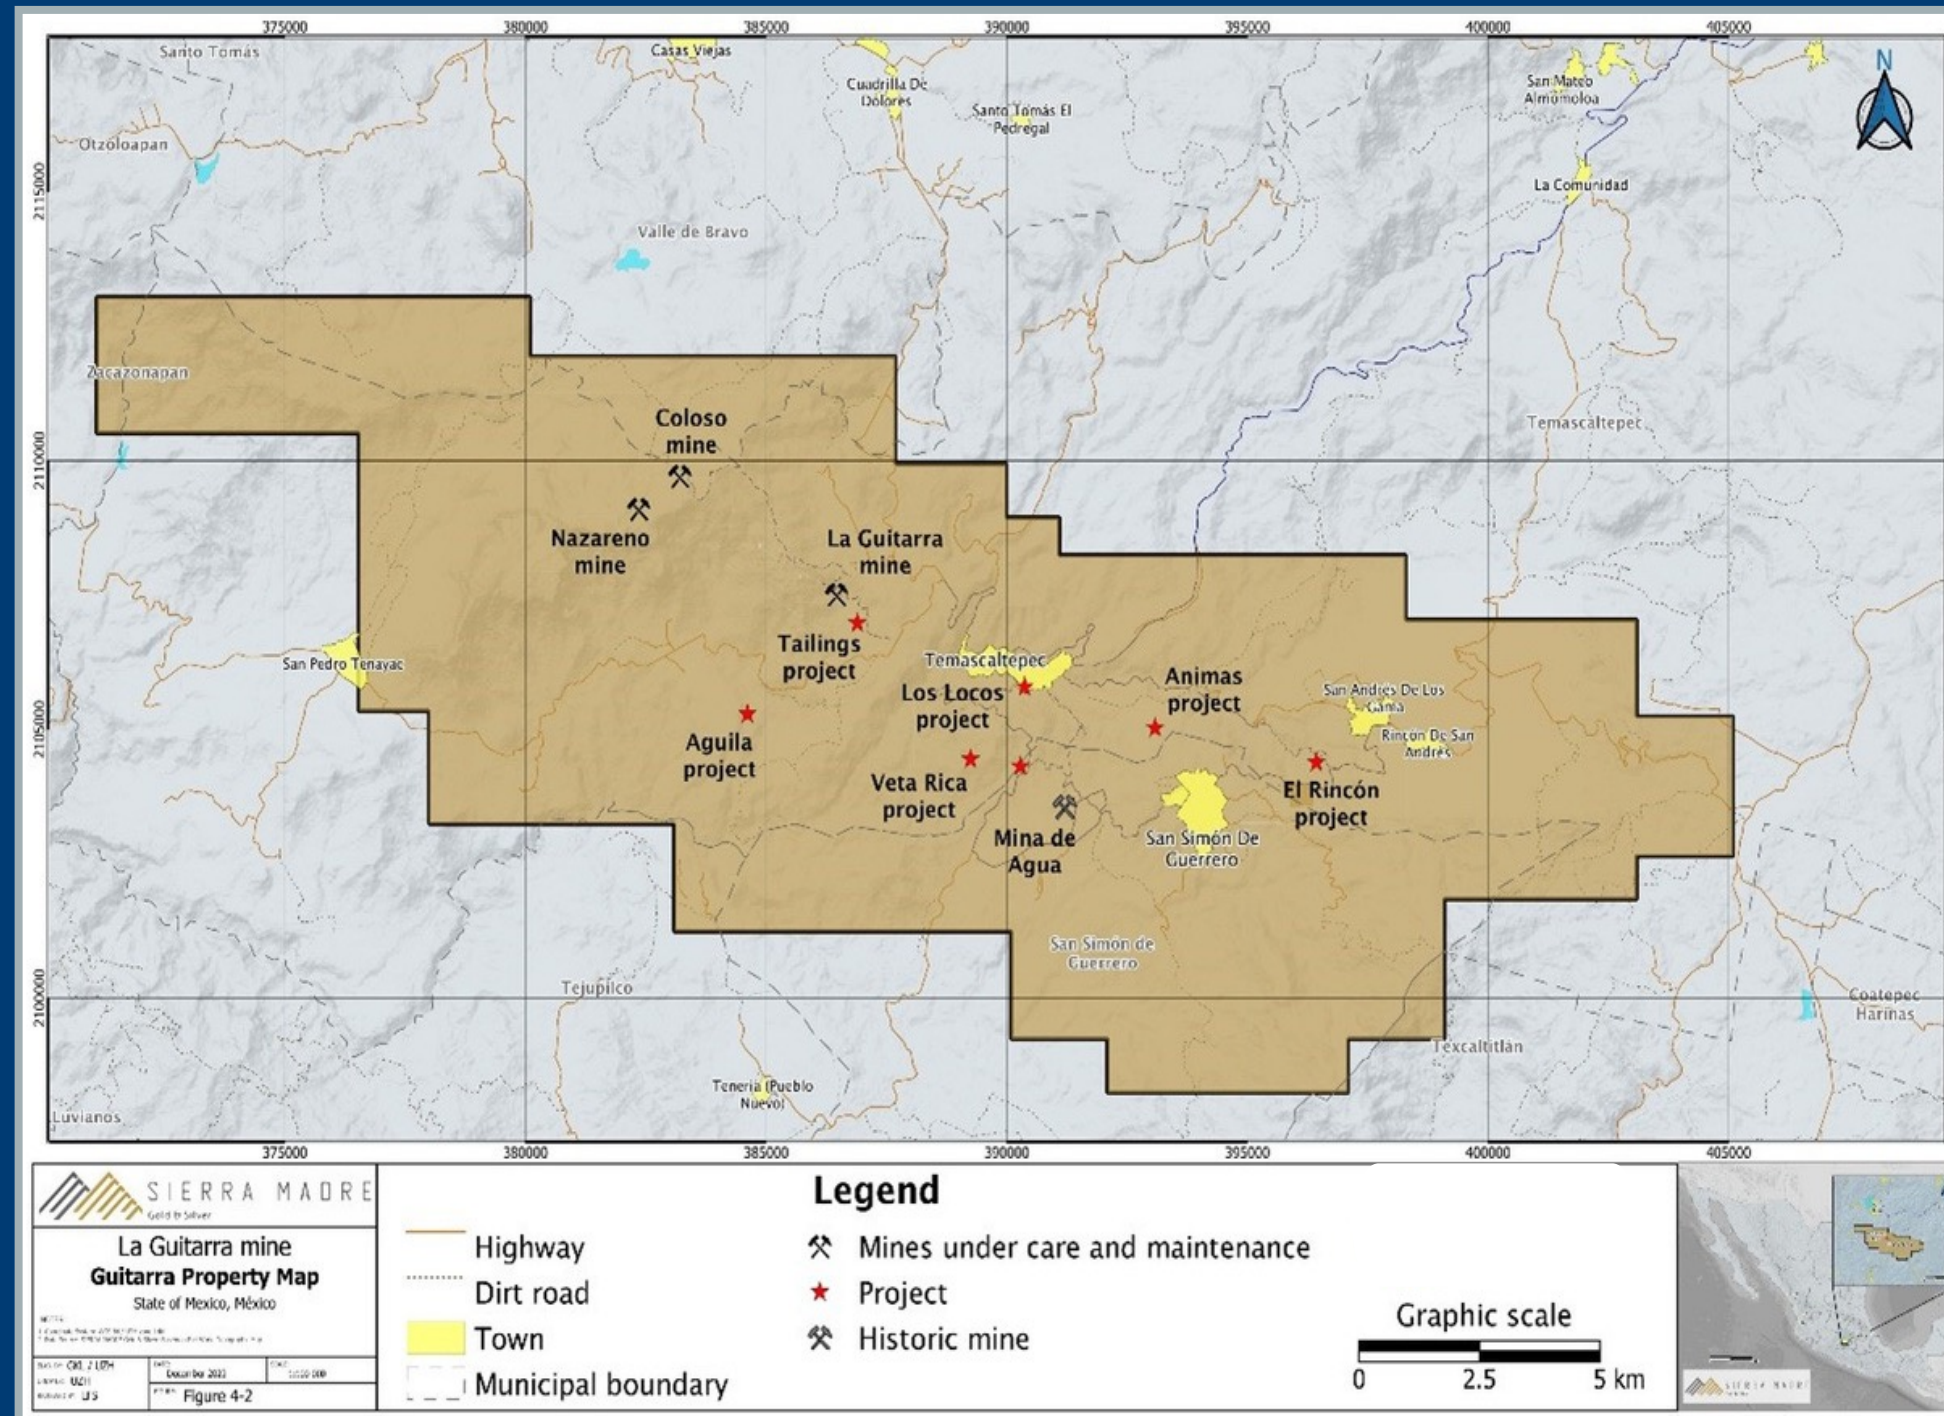 375000
380000
385000
390000
395000
400000
405000
Santo Tomás
Casas Viejas
Cuadrilla De
Dolores
Santo Tomás El
Pedregal
San Mateo
Almomoloa
N
Otzoloapan
2115000
La Comunidad
Valle de Bravo
Zacazonapan
Coloso
mine
Temascaltepec
2110000
Nazareno
mine
La Guitarra
mine
San Pedro Tenayac
Tailings
project
Temascaltepec
Los Locos
project
Animas
project
San Andrés De Los
Gama
Rincón De San
Andrés
2105000
Aguila
project
Veta Rica
project
El Rincón
project
Mina de
Agua
San Simón De
Guerrero
San Simón de
Guerrero
Tejupilco
2100000
Coatepec
Harinas
Texcaltitlán
Tenería (Pueblo
Nuevo)
Luvianos
375000
380000
385000
390000
395000
400000
405000
SIERRA MADRE
Gold & Silver
La Guitarra mine
Guitarra Property Map
State of Mexico, México
December 2023
Figure 4-2
Legend
Highway
Dirt road
Town
Municipal boundary
Mines under care and maintenance
Project
Historic mine
Graphic scale
0 2.5 5 km
SIERRA MADRE